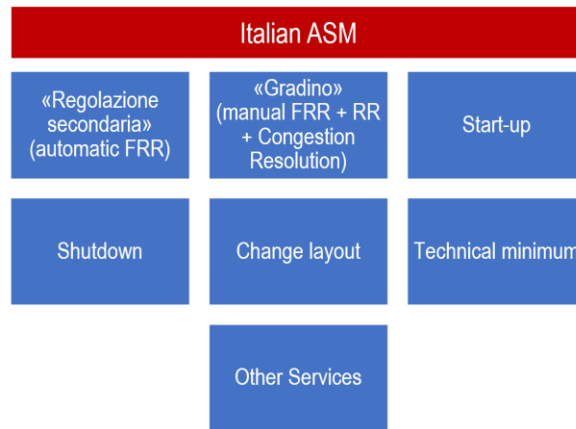 Italian ASM
«Regolazione
secondaria»
(automatic FRR)
«Gradino»
(manual FRR + RR
+ Congestion
Resolution)
Start-up
Shutdown
Change layout
Technical minimum
Other Services